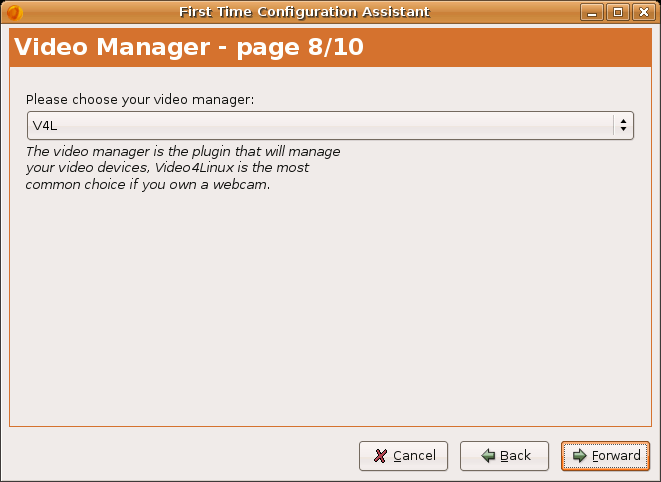 First Time Configuration Assistant
Video Manager - page 8/10
Please choose your video manager:
V4L
The video manager is the plugin that will manage
your video devices, Video4Linux is the most
common choice if you own a webcam.
Cancel
Back
Forward